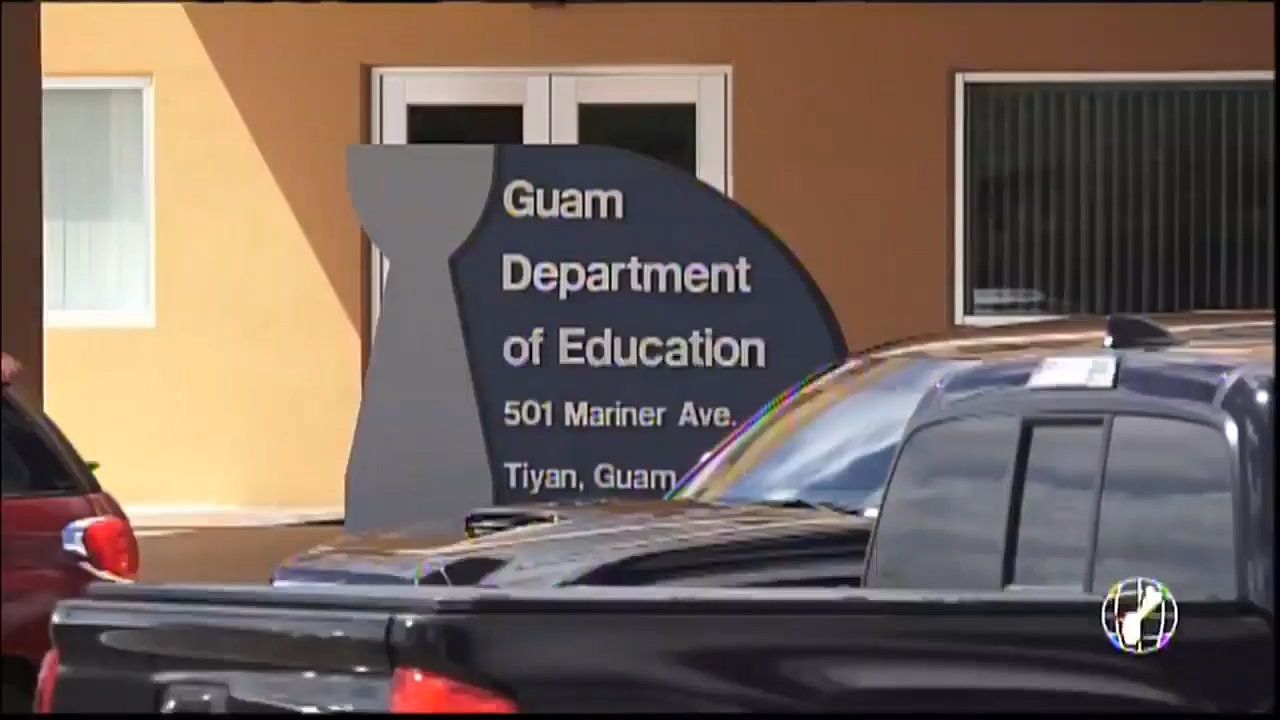 Guam
Department
of Education
501 Mariner Ave.
Tiyan, Guam